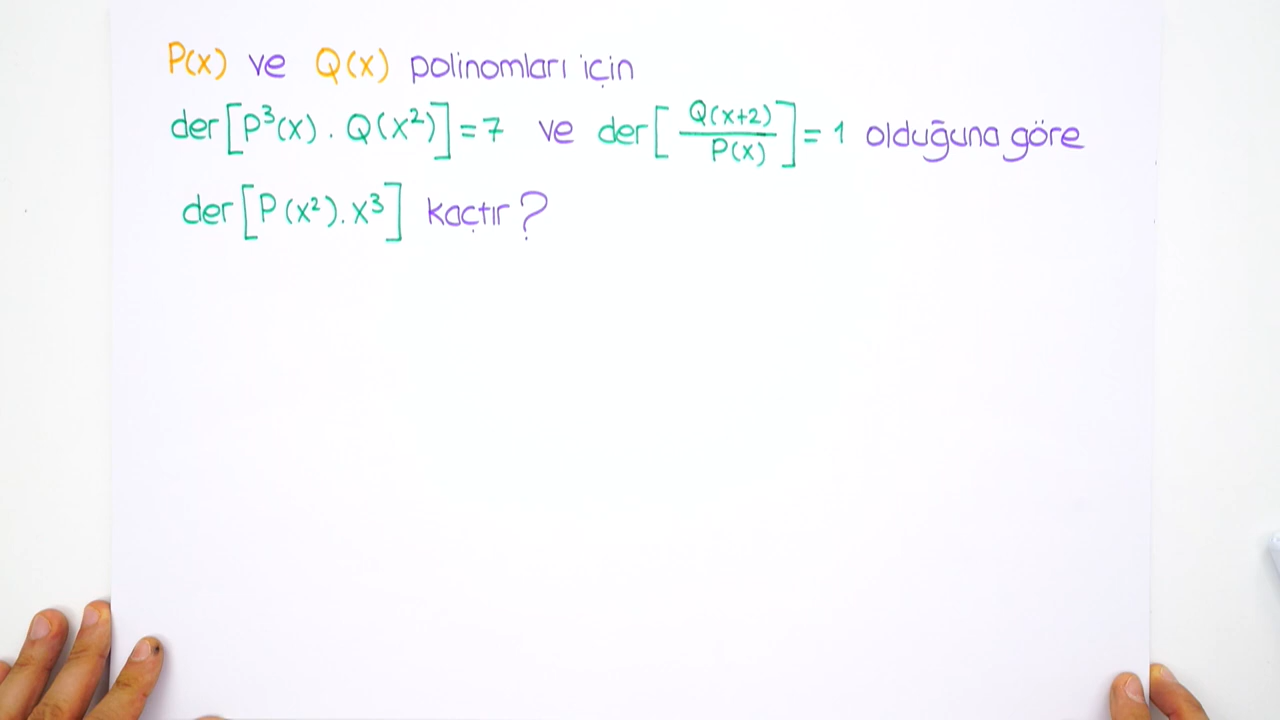 P(x) ve Q(x) polinomları için
der[P³(x) . Q(x²)] = 7 ve der[Q(x+2)/P(x)] = 1 olduğuna göre
der[P(x²).x³] kaçtır?